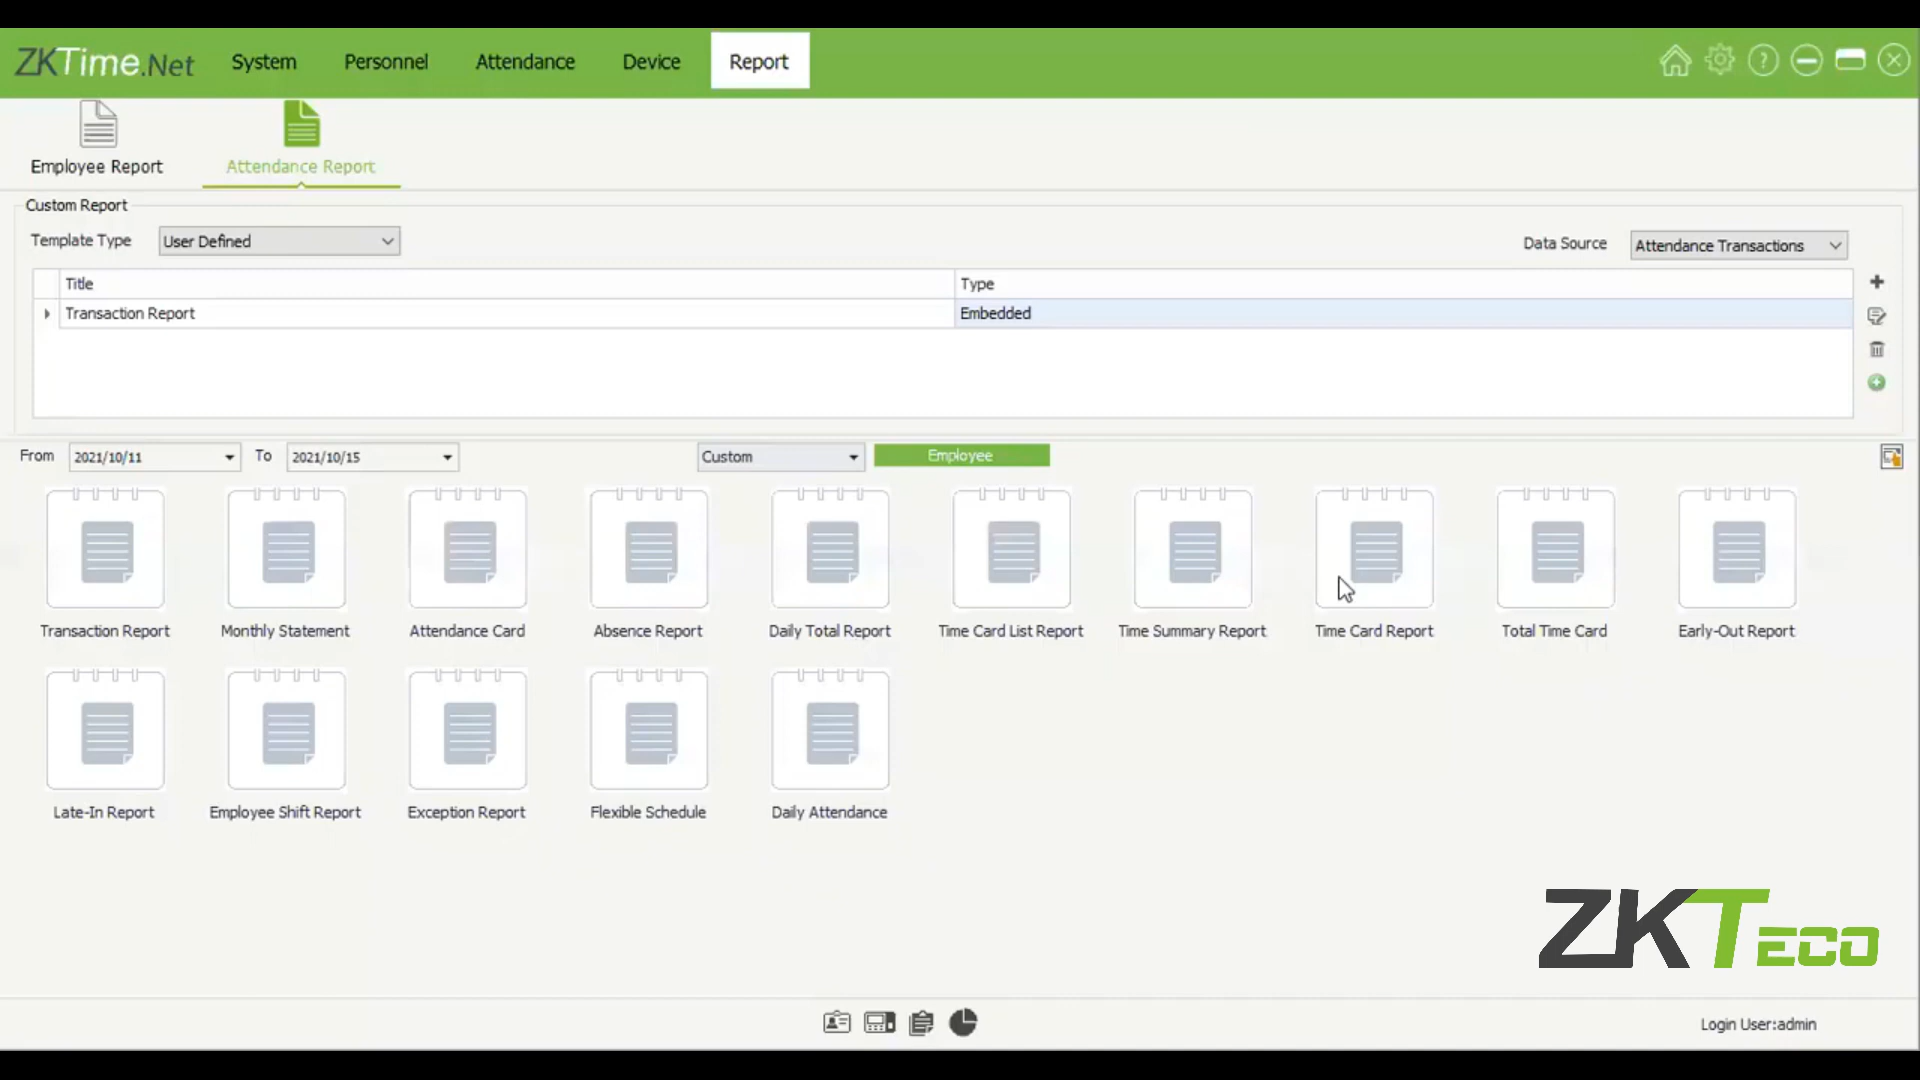 ZKTime.Net System Personnel Attendance Device Report
Employee Report Attendance Report
Custom Report
Template Type User Defined Data Source Attendance Transactions
Title Type
Transaction Report Embedded
From 2021/10/11 To 2021/10/15 Custom Employee
Transaction Report Monthly Statement Attendance Card Absence Report Daily Total Report Time Card List Report Time Summary Report Time Card Report Total Time Card Early-Out Report
Late-In Report Employee Shift Report Exception Report Flexible Schedule Daily Attendance
ZKTECO
Login User:admin